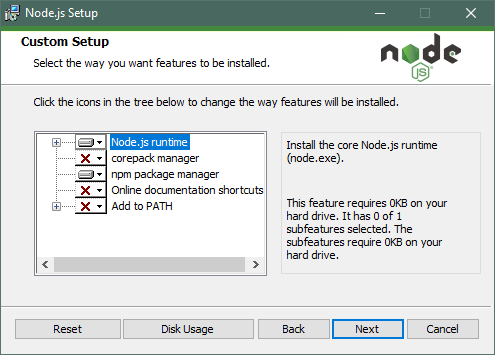 Node.js Setup
Custom Setup
Select the way you want features to be installed.
node
JS
Click the icons in the tree below to change the way features will be installed.
Node.js runtime
corepack manager
npm package manager
Online documentation shortcuts
Add to PATH
Install the core Node.js runtime
(node.exe).
This feature requires 0KB on your
hard drive. It has 0 of 1
subfeatures selected. The
subfeatures require 0KB on your
hard drive.
Reset
Disk Usage
Back
Next
Cancel